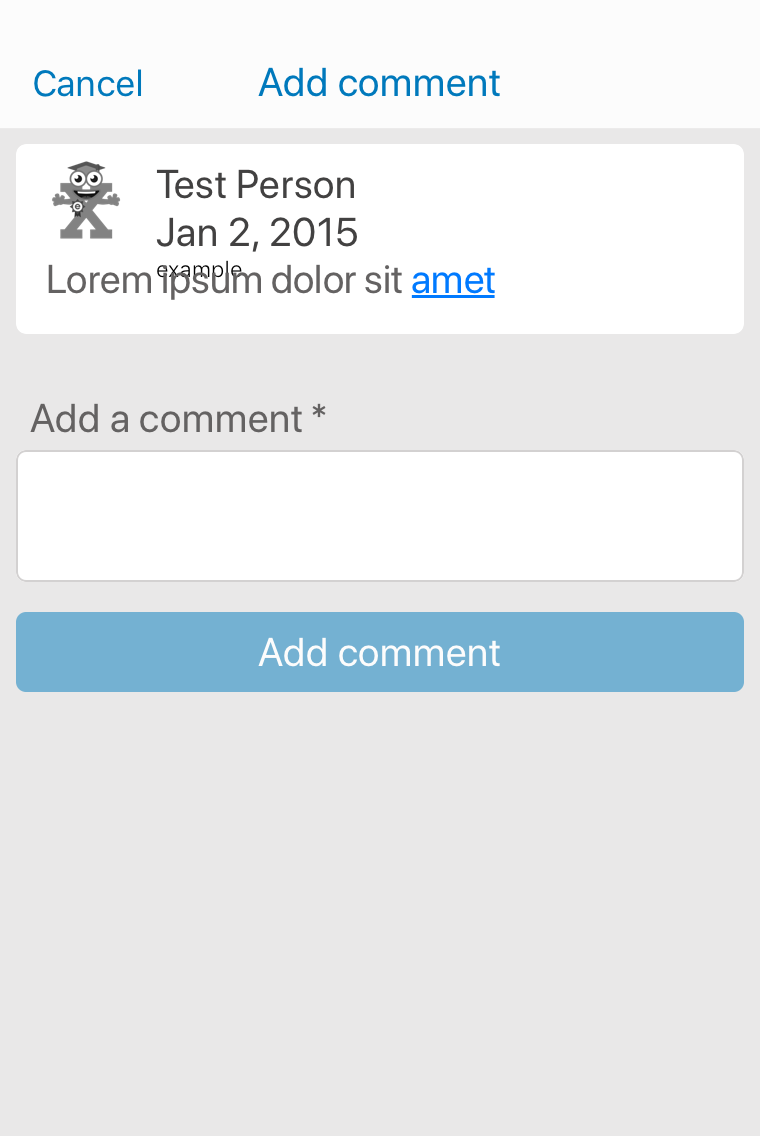 Cancel
Add comment
Test Person
Jan 2, 2015
example
Lorem ipsum dolor sit amet
Add a comment *
Add comment